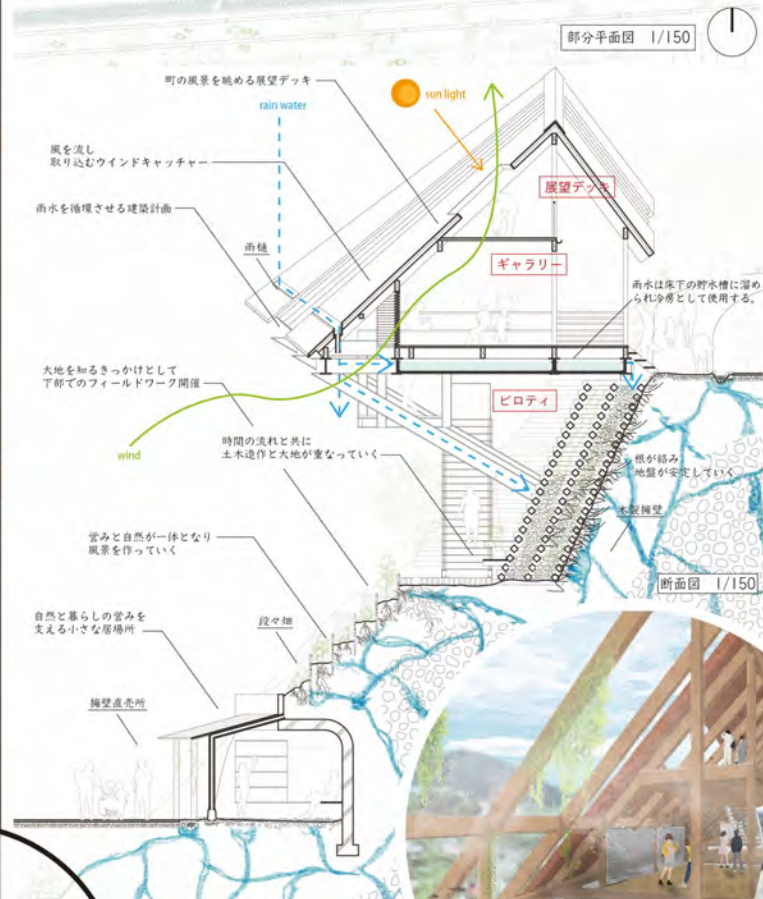 部分平面図 1/150
町の風景を眺める展望デッキ
rain water
sun light
風を流し
取り込むウインドキャッチャー
展望デッキ
雨水を循環させる建築計画
雨樋
ギャラリー
雨水は床下の貯水槽に溜め
られ冷房として使用する。
大地を知るきっかけとして
下部でのフィールドワーク開催
ピロティ
wind
時間の流れと共に
土木造作と大地が重なっていく
根が絡み
地盤が安定していく
木製擁壁
営みと自然が一体となり
風景を作っていく
断面図 1/150
自然と暮らしの営みを
支える小さな居場所
段々畑
擁壁直売所